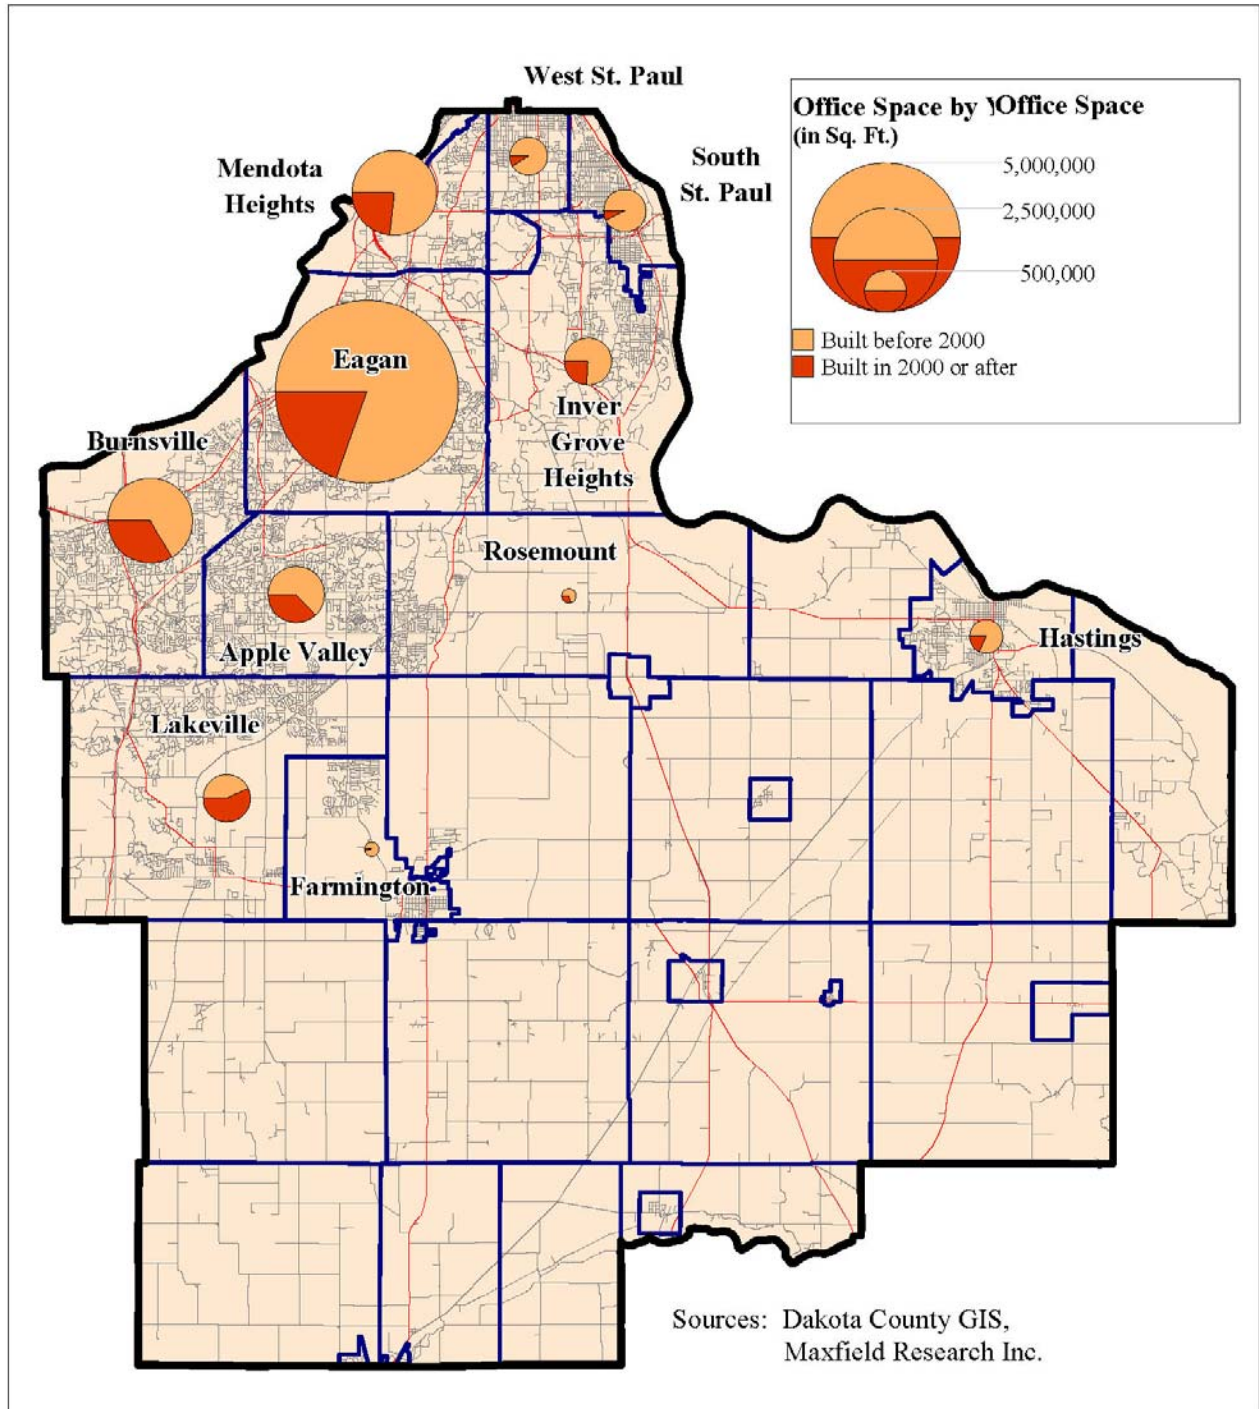 West St. Paul
Mendota
Heights
South
St. Paul
Office Space by Y Office Space
(in Sq. Ft.)
5,000,000
2,500,000
500,000
Built before 2000
Built in 2000 or after
Eagan
Inver
Grove
Heights
Burnsville
Rosemount
Hastings
Apple Valley
Lakeville
Farmington
Sources: Dakota County GIS,
Maxfield Research Inc.